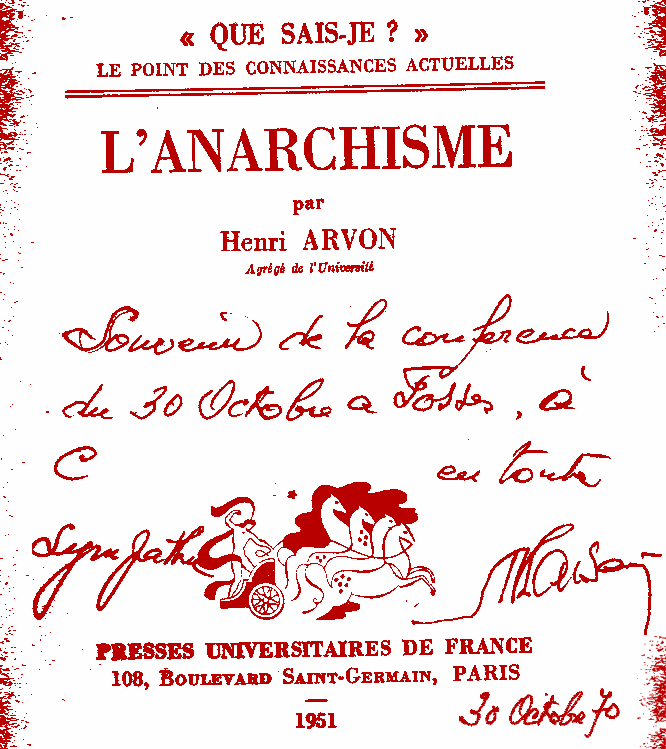 « QUE SAIS-JE ? »
LE POINT DES CONNAISSANCES ACTUELLES
L'ANARCHISME
par
Henri ARVON
Agrégé de l'Université
Souvenir de la conférence
du 30 Octobre à Fosses, à
C en toute
sympathie
PRESSES UNIVERSITAIRES DE FRANCE
108, BOULEVARD SAINT-GERMAIN, PARIS
1951
30 Octobre 70